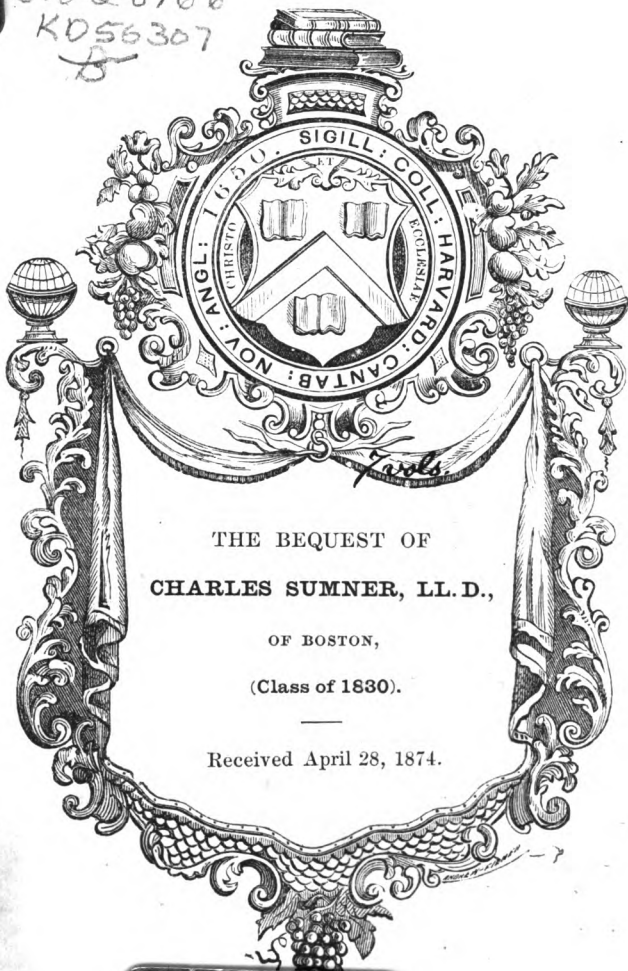 KD56307
SIGILL: COLL: HARVARD: CANTAB: NOV: ANGL: 1650.
ET
CHRISTO
ECCLESIAE
7 vols.
THE BEQUEST OF
CHARLES SUMNER, LL.D.,
OF BOSTON,
(Class of 1830).
Received April 28, 1874.